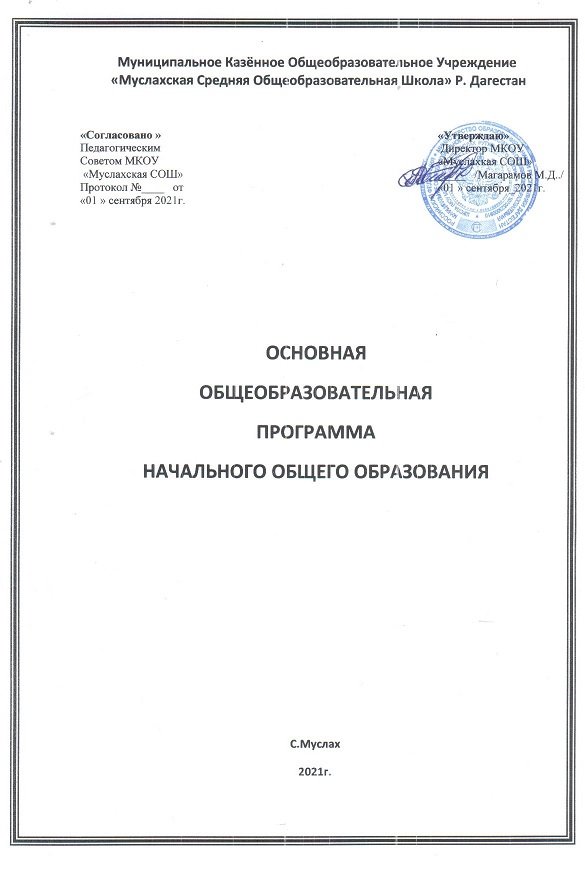 Муниципальное Казённое Общеобразовательное Учреждение
«Муслахская Средняя Общеобразовательная Школа» Р. Дагестан
«Согласовано »
Педагогическим
Советом МКОУ
«Муслахская СОШ»
Протокол №____ от
«01 » сентября 2021г.
«Утверждаю»
Директор МКОУ
«Муслахкая СОШ»
/Магарамов М.Д../
«01 » сентября 2021г.
ОСНОВНАЯ
ОБЩЕОБРАЗОВАТЕЛЬНАЯ
ПРОГРАММА
НАЧАЛЬНОГО ОБЩЕГО ОБРАЗОВАНИЯ
С.Муслах
2021г.